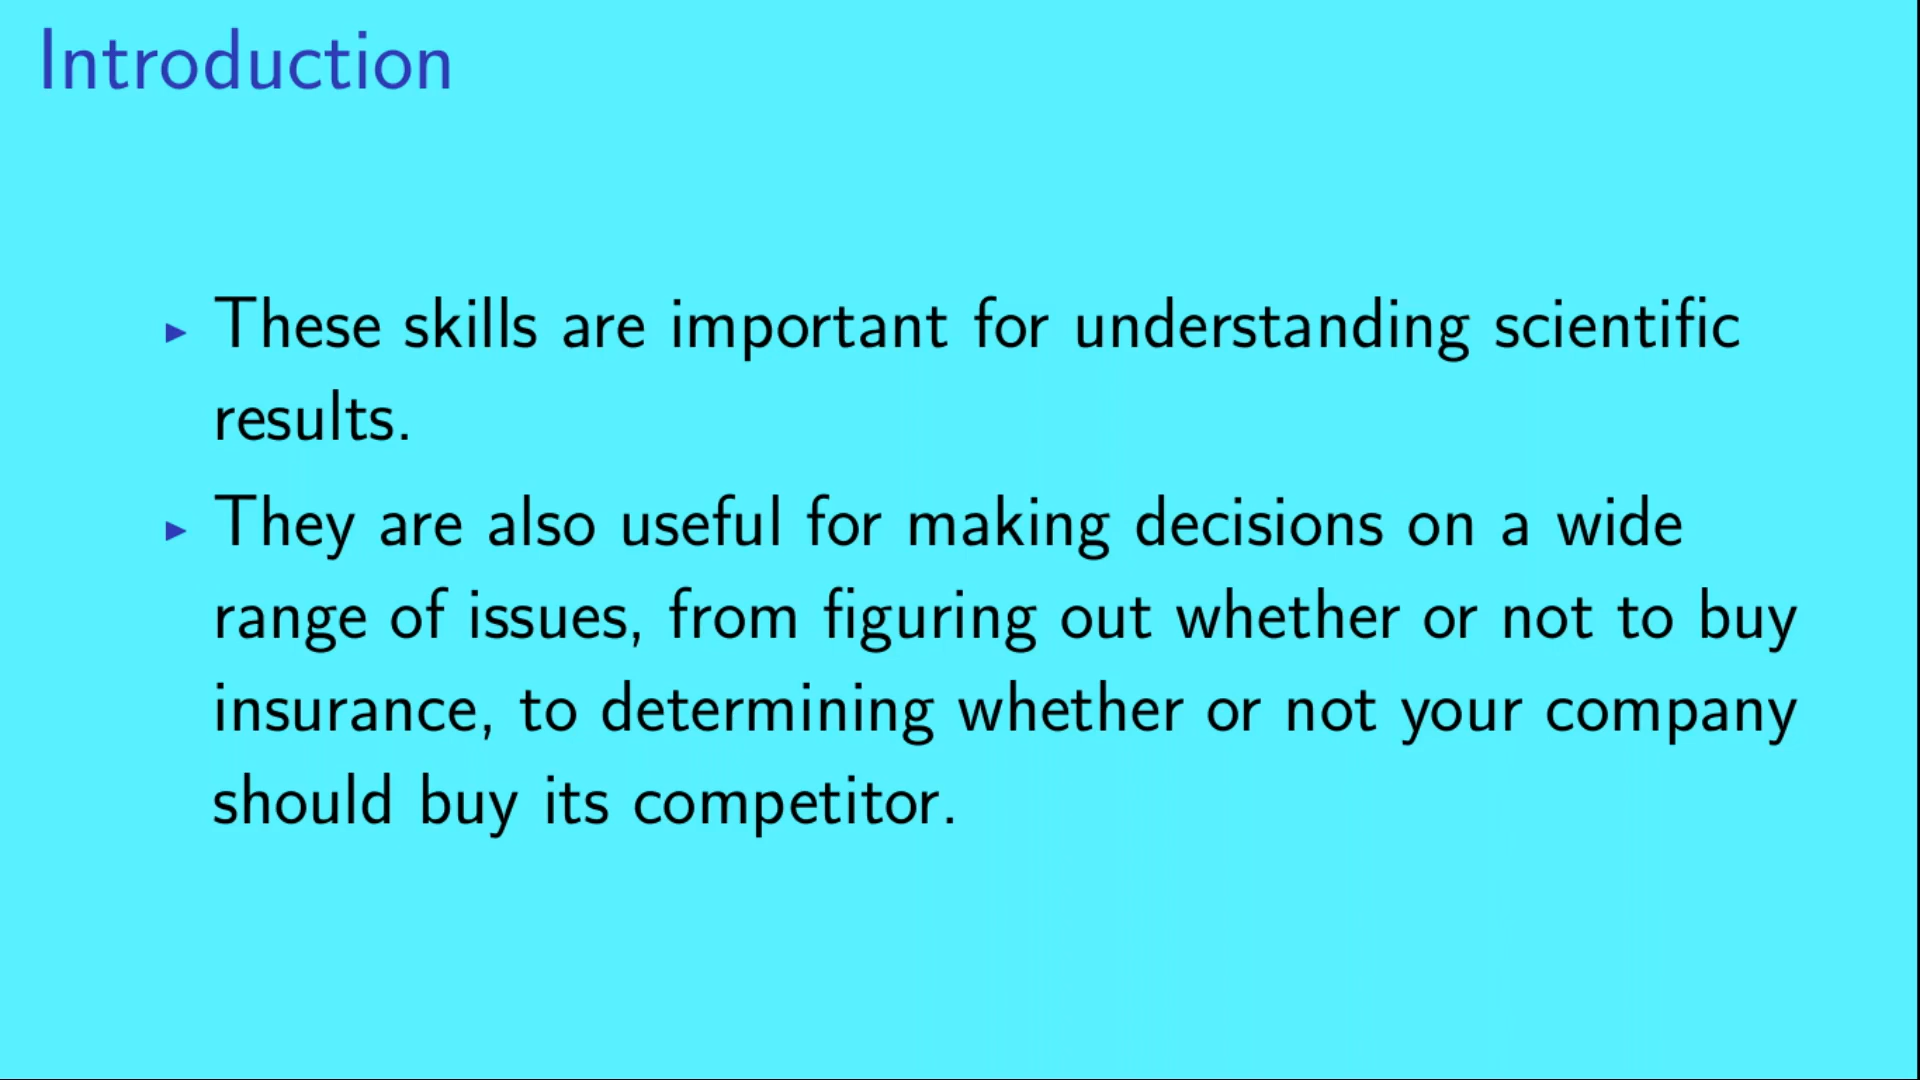 Introduction
▶ These skills are important for understanding scientific
results.
▶ They are also useful for making decisions on a wide
range of issues, from figuring out whether or not to buy
insurance, to determining whether or not your company
should buy its competitor.